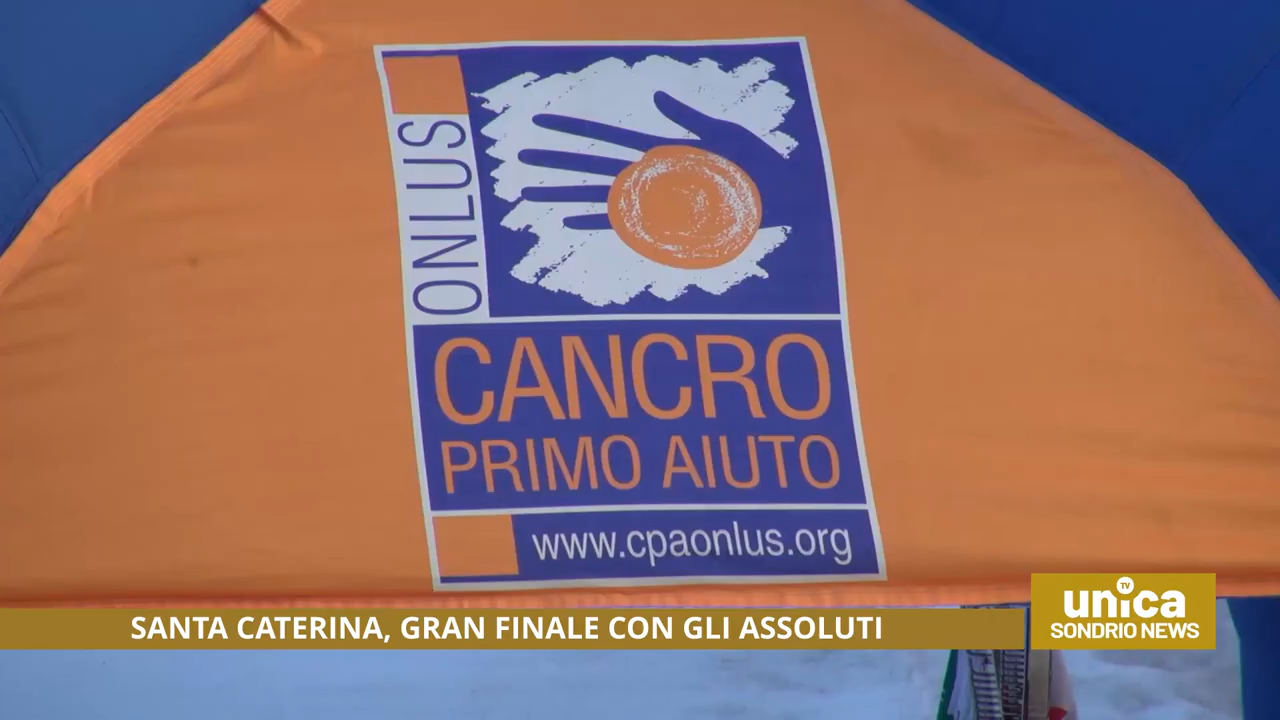 ONLUS
CANCRO
PRIMO AIUTO
www.cpaonlus.org
SANTA CATERINA, GRAN FINALE CON GLI ASSOLUTI
TV
unica
SONDRIO NEWS